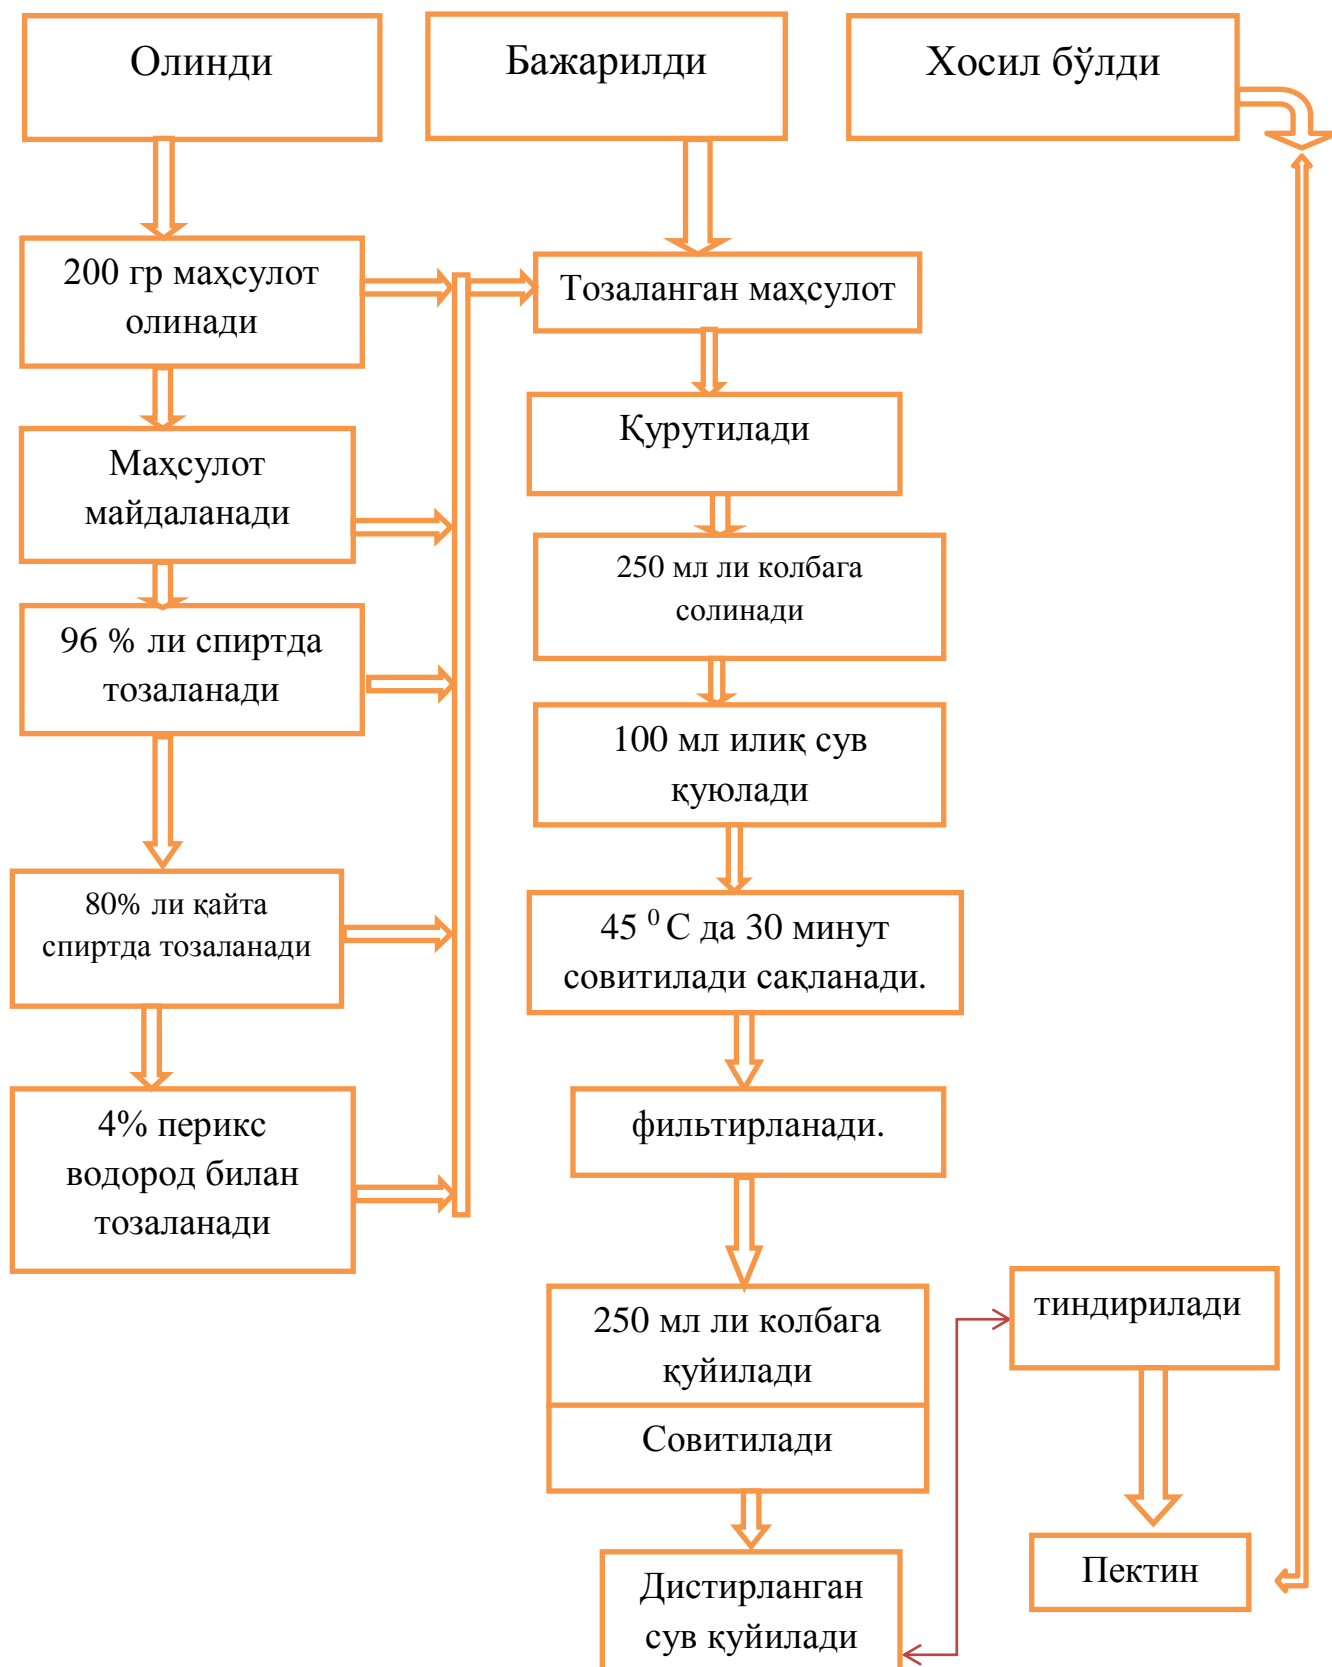 Олинди
Бажарилди
Хосил бўлди
200 гр маҳсулот
олинади
Маҳсулот
майдаланади
96 % ли спиртда
тозаланади
80% ли қайта
спиртда тозаланади
4% перикс
водород билан
тозаланади
Тозаланган маҳсулот
Қурутилади
250 мл ли колбага
солинади
100 мл илиқ сув
қуюлади
45 ⁰ С да 30 минут
совитилади сақланади.
фильтирланади.
250 мл ли колбага
қуйилади
Совитилади
Дистирланган
сув қуйилади
тиндирилади
Пектин